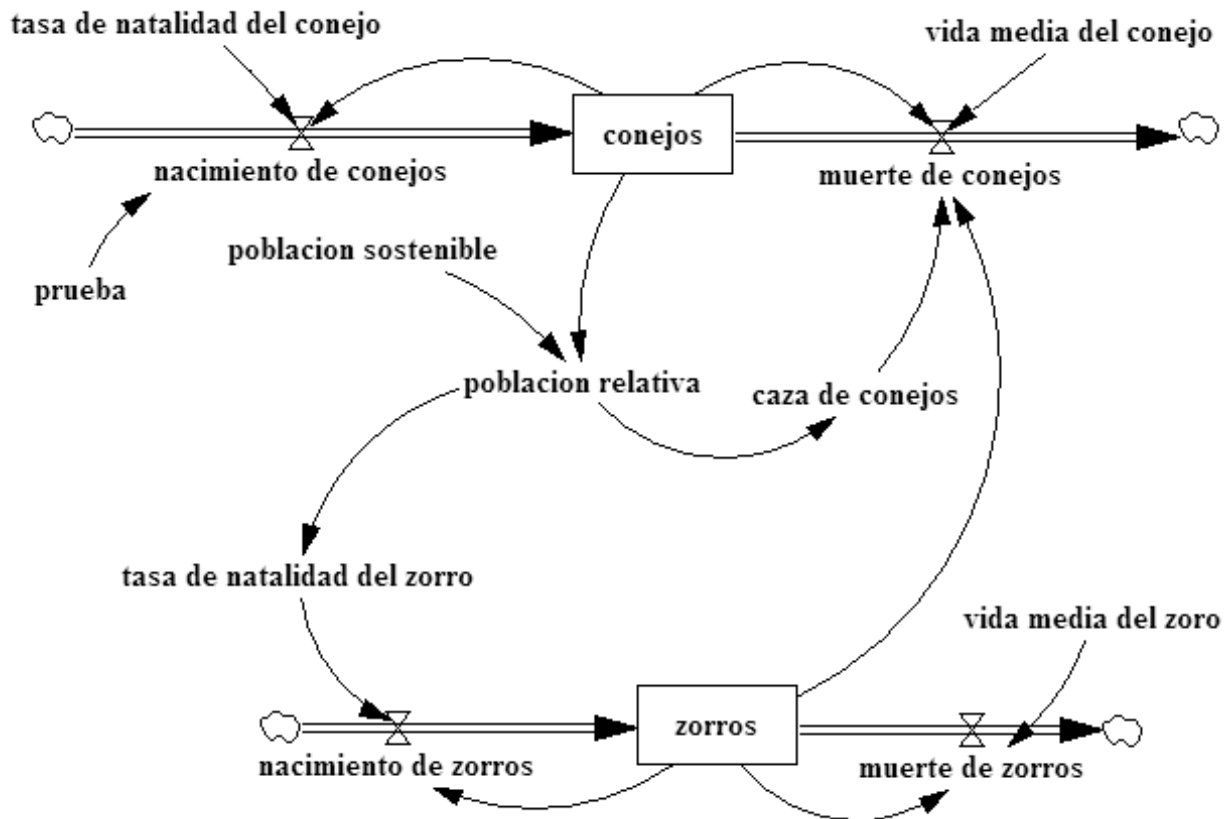 tasa de natalidad del conejo
vida media del conejo
conejos
nacimiento de conejos
muerte de conejos
poblacion sostenible
prueba
poblacion relativa
caza de conejos
tasa de natalidad del zorro
vida media del zoro
zorros
nacimiento de zorros
muerte de zorros